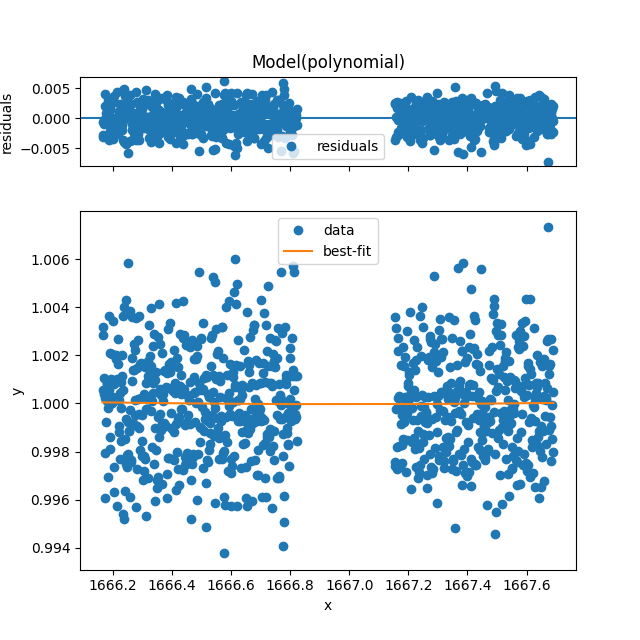 Model(polynomial)
residuals
0.005
0.000
−0.005
residuals
y
1.006
1.004
1.002
1.000
0.998
0.996
0.994
data
best-fit
1666.2 1666.4 1666.6 1666.8 1667.0 1667.2 1667.4 1667.6
x